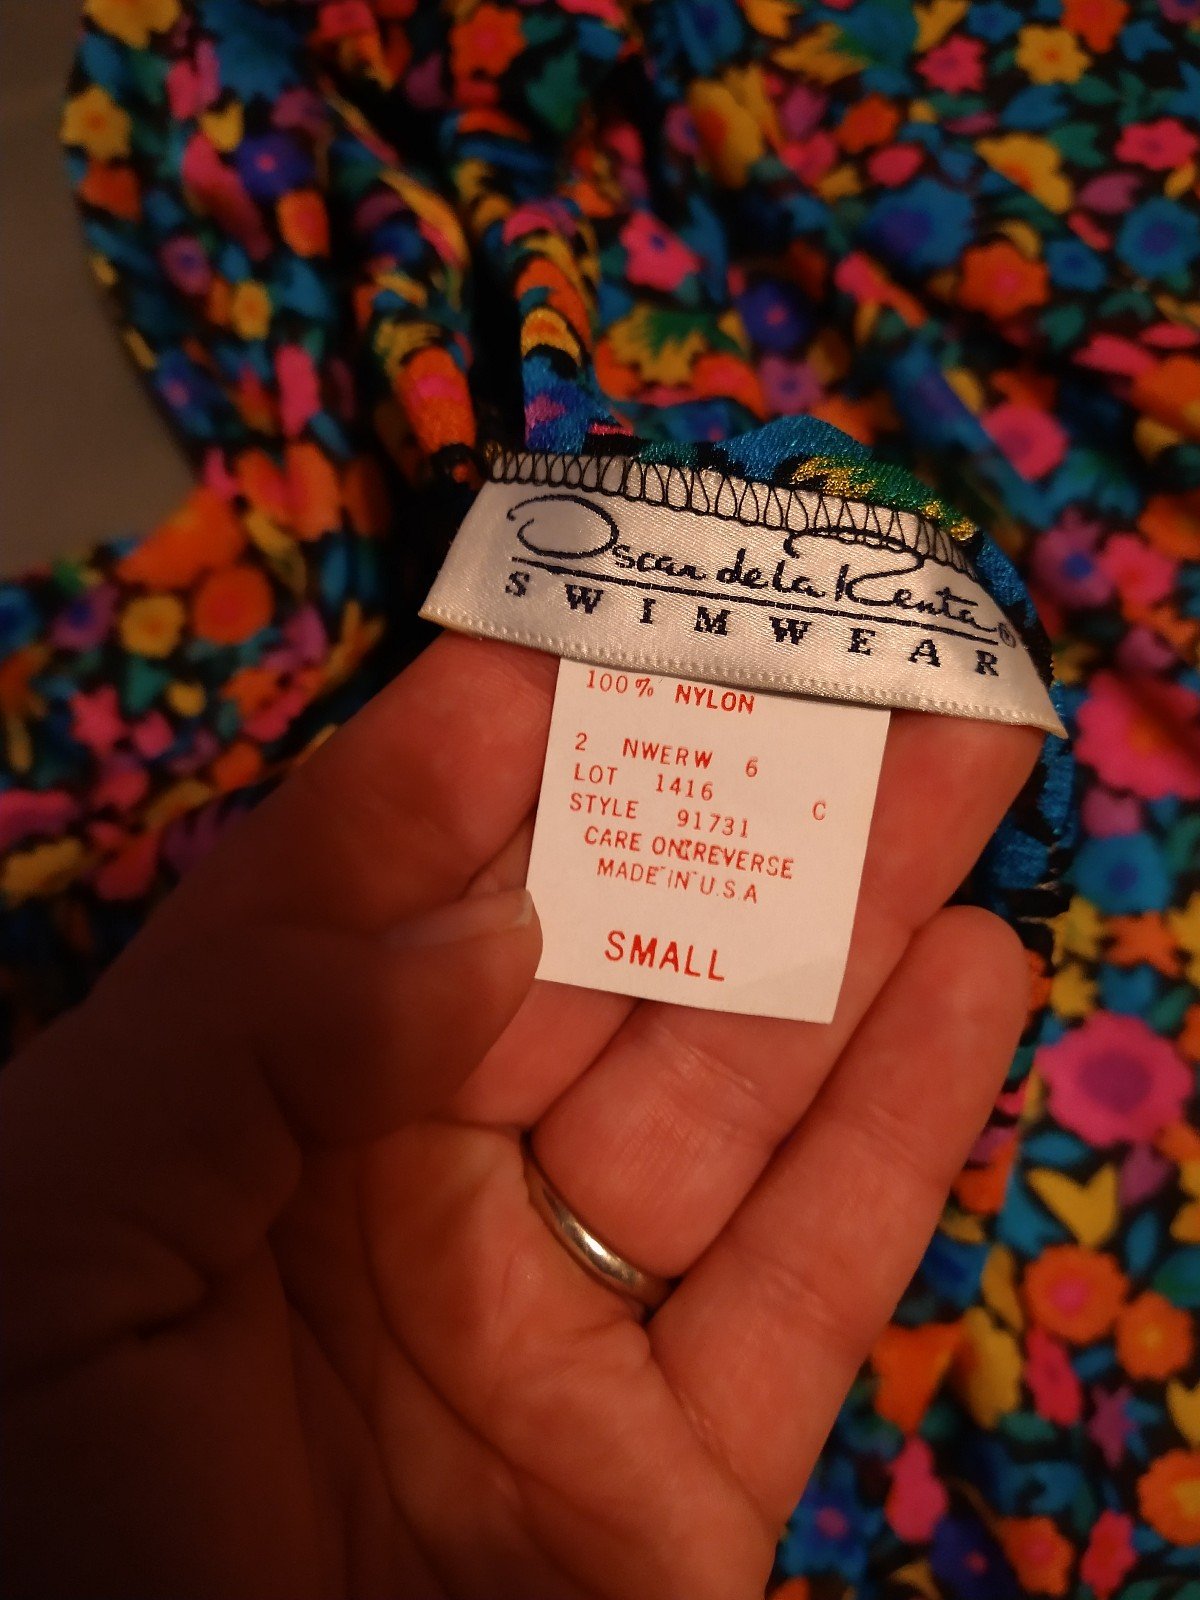 Oscar de la Renta®
SWIMWEAR
100% NYLON
2 NWERW 6
LOT 1416 C
STYLE 91731
CARE ON REVERSE
MADE IN U.S.A
SMALL